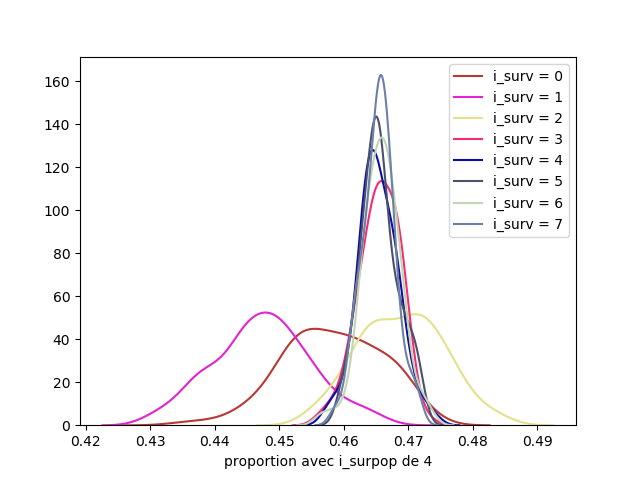 160
140
120
100
80
60
40
20
0
0.42 0.43 0.44 0.45 0.46 0.47 0.48 0.49
proportion avec i_surpop de 4
i_surv = 0
i_surv = 1
i_surv = 2
i_surv = 3
i_surv = 4
i_surv = 5
i_surv = 6
i_surv = 7